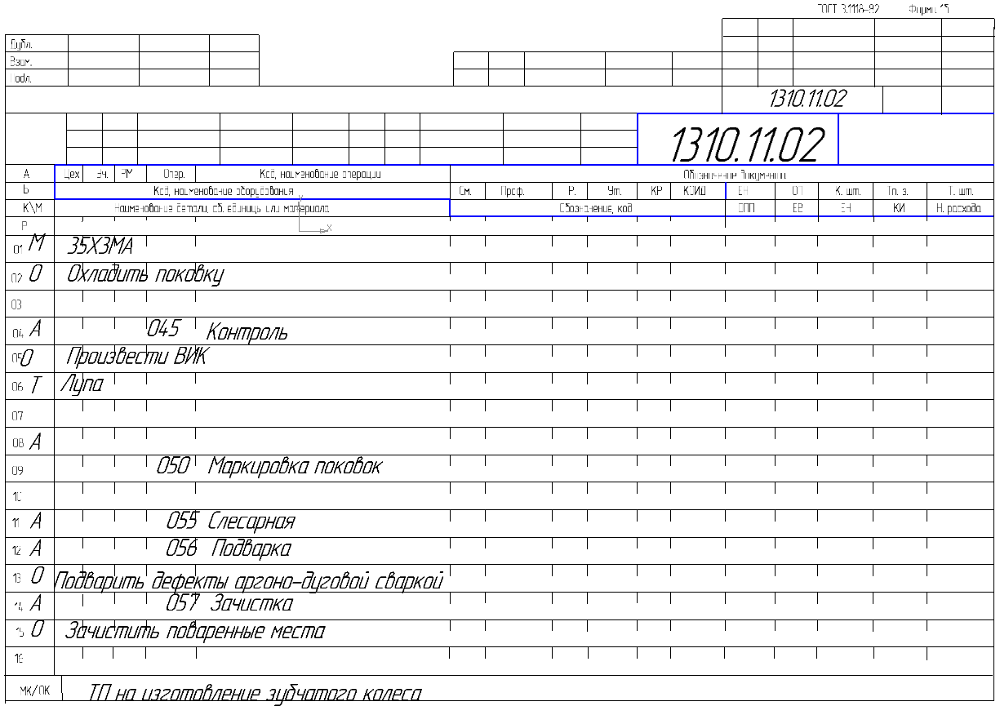 ГОСТ 3.1118-82 Форма 1б
Дубл.
Взам.
Подл.
1310.11.02
1310.11.02
А Цех Уч. РМ Опер. Код, наименование операции Обозначение документа
Б Код, наименование оборудования См. Проф. Р. Ут. КР КОИД ЕН ОП К. шт. Тп. з. Т. шт.
К\М Наименование детали, сб. единицы или материала Обозначение, код ОПП ЕВ ЕН КИ Н. расхода
Р
Y
X
01 М 35Х3МА
02 О Охладить поковку
03
04 А 045 Контроль
05 О Произвести ВИК
06 Т Лупа
07
08 А
09 050 Маркировка поковок
10
11 А 055 Слесарная
12 А 056 Подварка
13 О Подварить дефекты аргоно-дуговой сваркой
14 А 057 Зачистка
15 О Зачистить поваренные места
16
МК/ОК ТП на изготовление зубчатого колеса